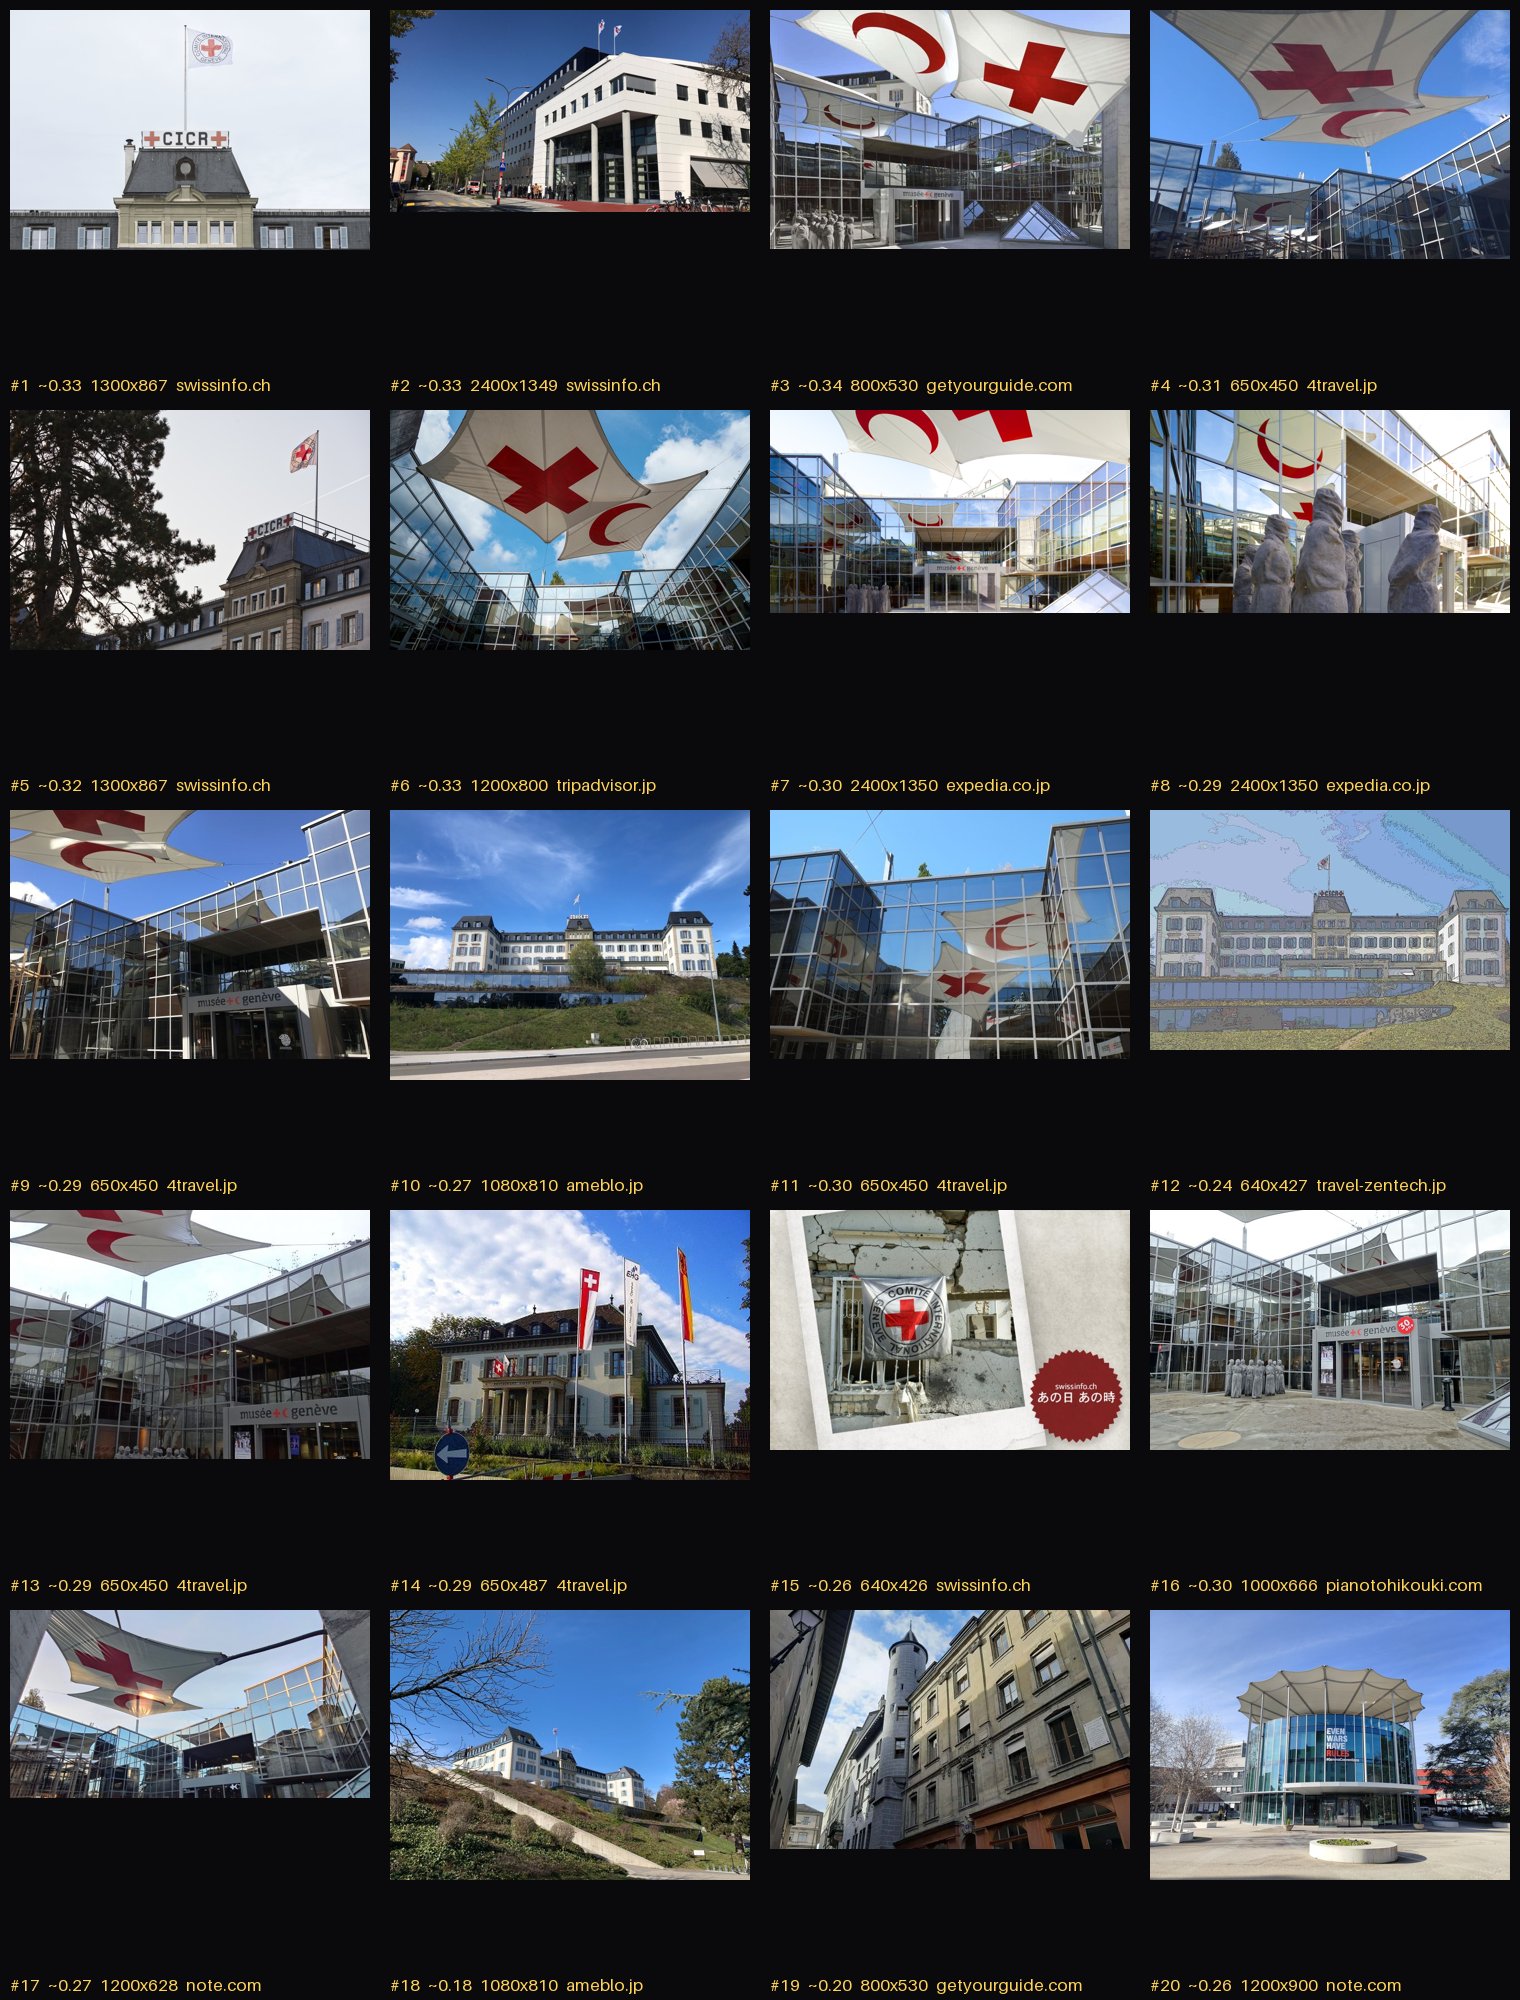 +CICR+
#1 ~0.33 1300x867 swissinfo.ch
#2 ~0.33 2400x1349 swissinfo.ch
musée+c genève
#3 ~0.34 800x530 getyourguide.com
#4 ~0.31 650x450 4travel.jp
+CICR+
#5 ~0.32 1300x867 swissinfo.ch
#6 ~0.33 1200x800 tripadvisor.jp
musée+c genève
#7 ~0.30 2400x1350 expedia.co.jp
#8 ~0.29 2400x1350 expedia.co.jp
musée+c genève
#9 ~0.29 650x450 4travel.jp
#10 ~0.27 1080x810 ameblo.jp
#11 ~0.30 650x450 4travel.jp
+CICR+
#12 ~0.24 640x427 travel-zentech.jp
musée+c genève
#13 ~0.29 650x450 4travel.jp
EHG
#14 ~0.29 650x487 4travel.jp
COMITE INTERNATIONAL GENEVE
swissinfo.ch
あの日 あの時
#15 ~0.26 640x426 swissinfo.ch
musée+c genève
30
#16 ~0.30 1000x666 pianotohikouki.com
#17 ~0.27 1200x628 note.com
#18 ~0.18 1080x810 ameblo.jp
#19 ~0.20 800x530 getyourguide.com
EVEN
WARS
HAVE
RULES
#20 ~0.26 1200x900 note.com